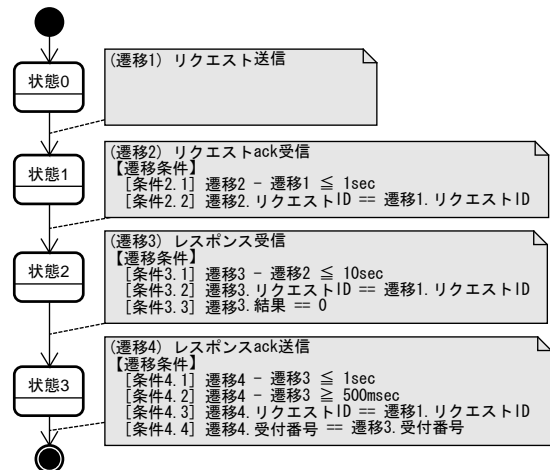 状態0
(遷移1) リクエスト送信
状態1
(遷移2) リクエストack受信
【遷移条件】
[条件2.1] 遷移2 - 遷移1 ≦ 1sec
[条件2.2] 遷移2.リクエストID == 遷移1.リクエストID
状態2
(遷移3) レスポンス受信
【遷移条件】
[条件3.1] 遷移3 - 遷移2 ≦ 10sec
[条件3.2] 遷移3.リクエストID == 遷移1.リクエストID
[条件3.3] 遷移3.結果 == 0
状態3
(遷移4) レスポンスack送信
【遷移条件】
[条件4.1] 遷移4 - 遷移3 ≦ 1sec
[条件4.2] 遷移4 - 遷移3 ≧ 500msec
[条件4.3] 遷移4.リクエストID == 遷移1.リクエストID
[条件4.4] 遷移4.受付番号 == 遷移3.受付番号